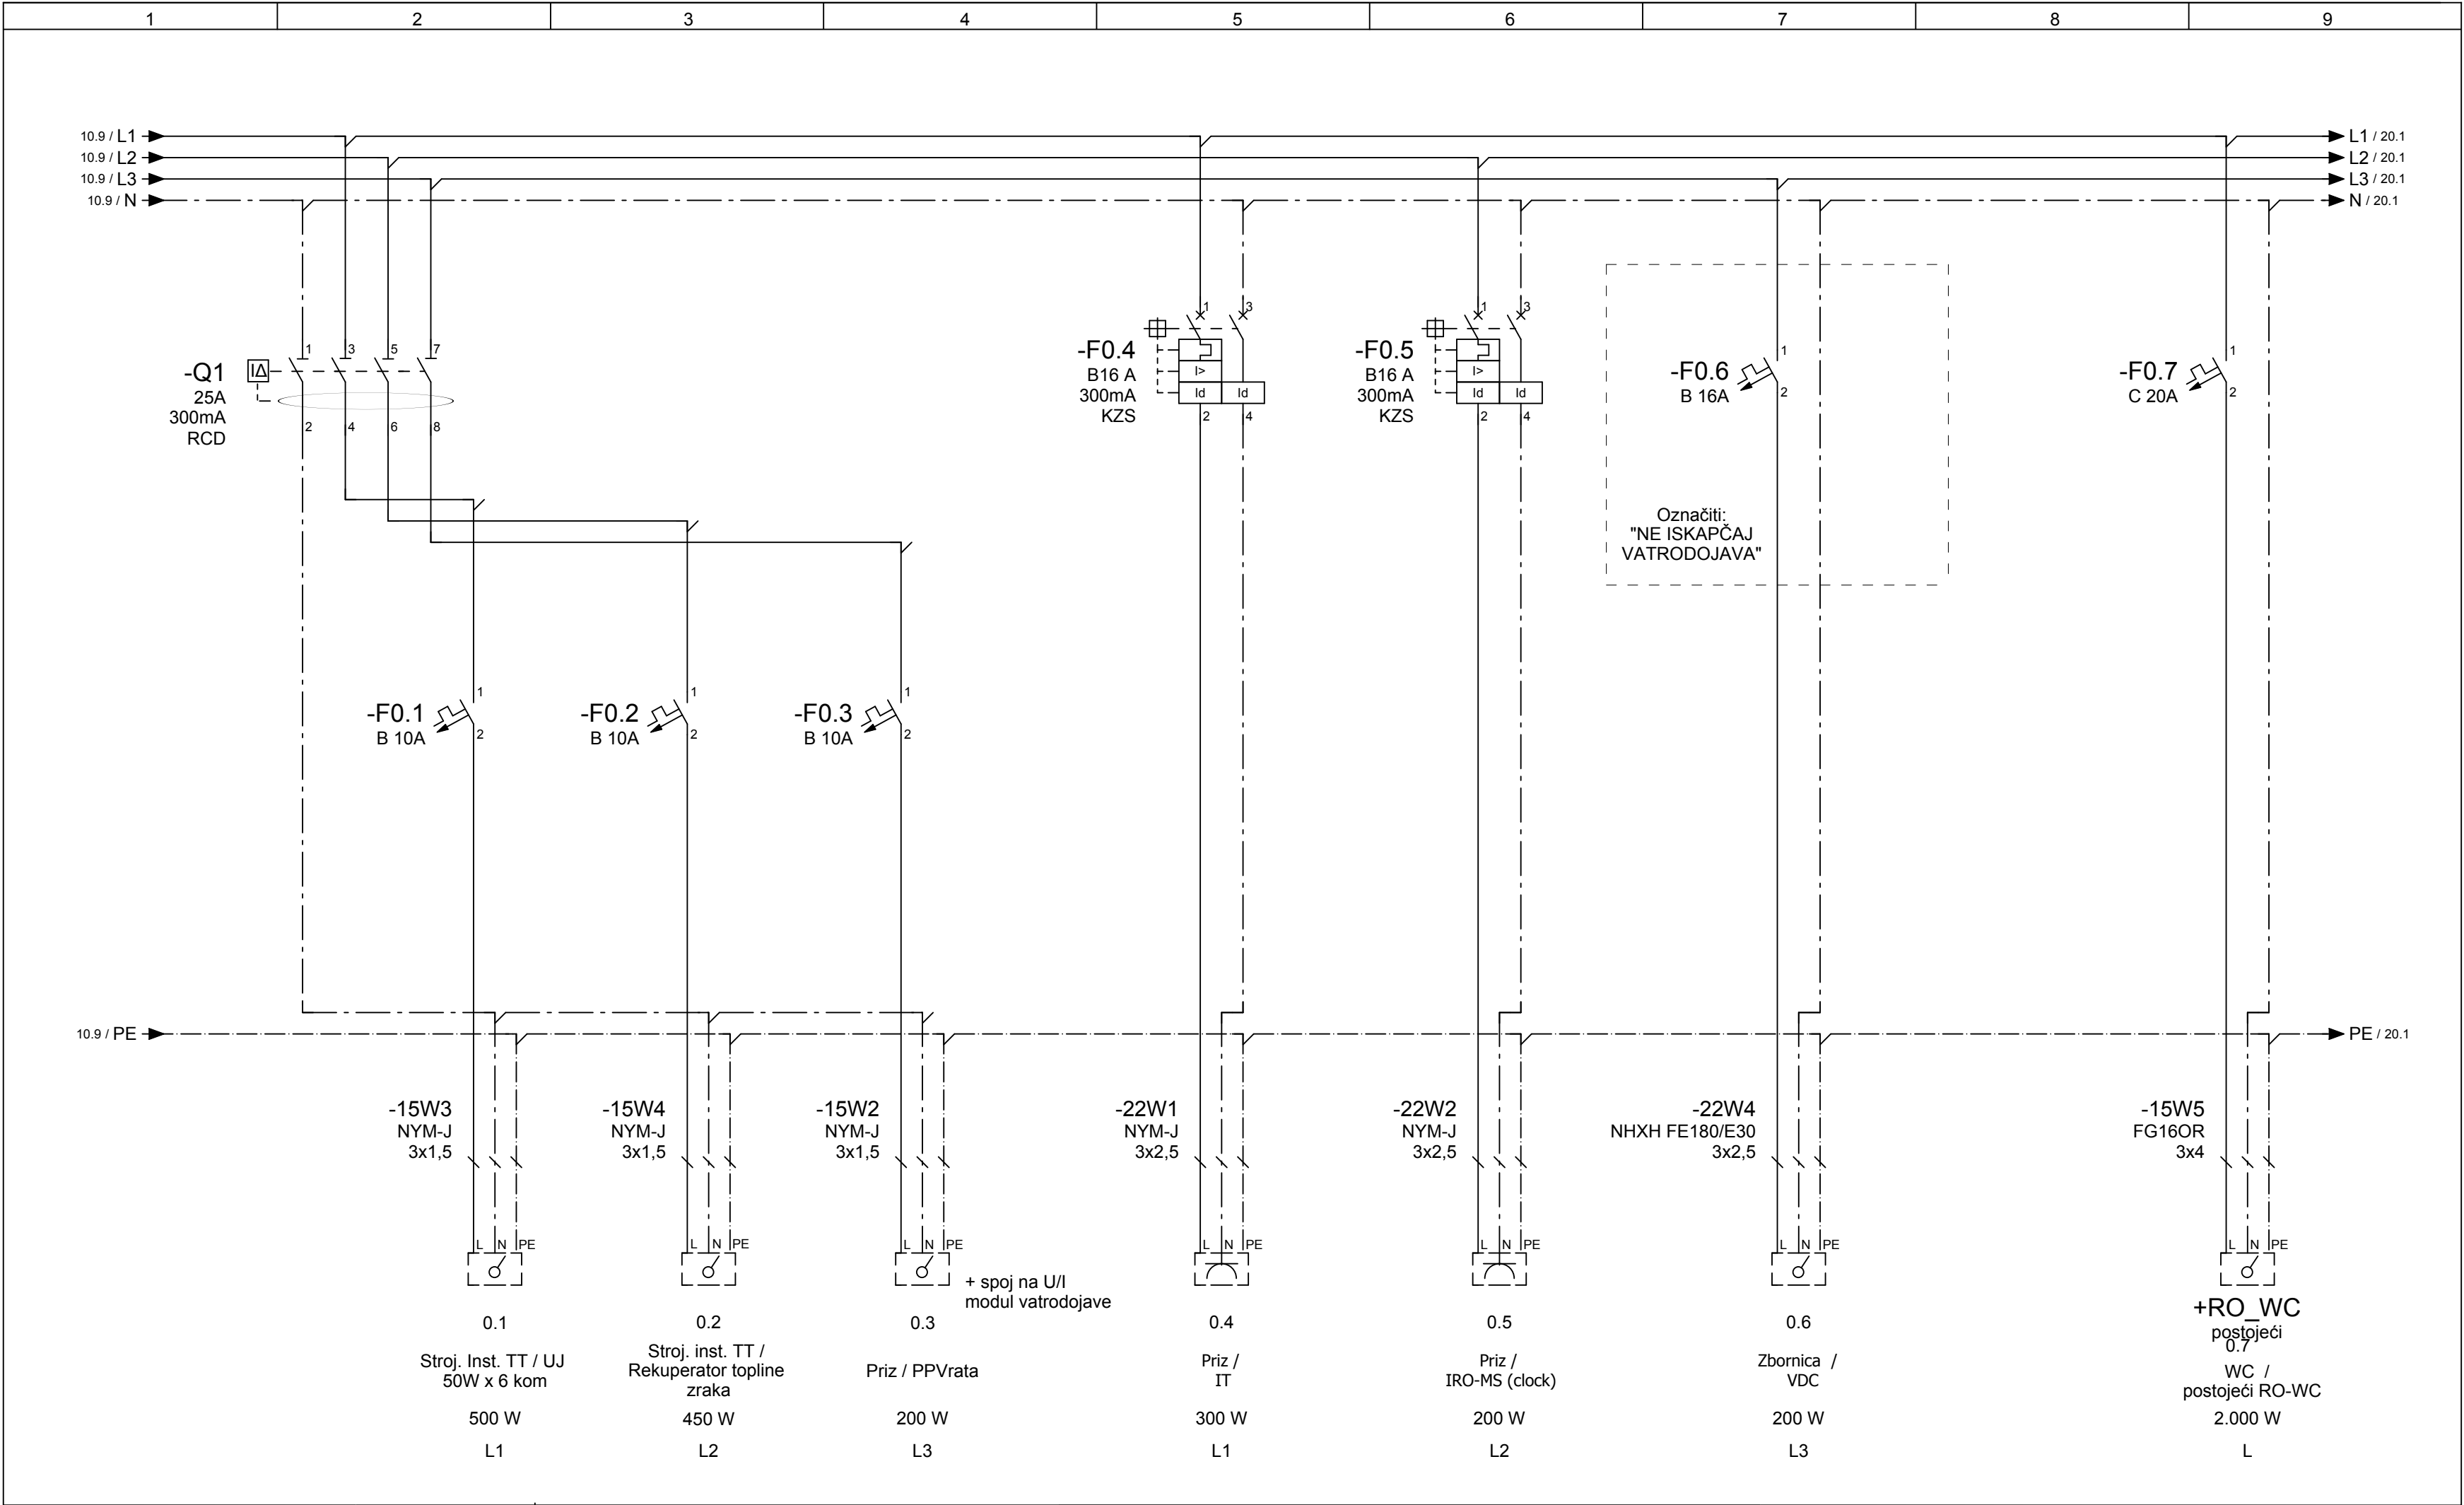 1 2 3 4 5 6 7 8 9
10.9 / L1
10.9 / L2
10.9 / L3
10.9 / N
L1 / 20.1
L2 / 20.1
L3 / 20.1
N / 20.1
-Q1
25A
300mA
RCD
I∆
1 3 5 7
2 4 6 8
-F0.4
B16 A
300mA
KZS
1 3
I>
Id Id
2 4
-F0.5
B16 A
300mA
KZS
1 3
I>
Id Id
2 4
-F0.6
B 16A
1
2
Označiti:
"NE ISKAPČAJ
VATRODOJAVA"
-F0.7
C 20A
1
2
-F0.1
B 10A
1
2
-F0.2
B 10A
1
2
-F0.3
B 10A
1
2
10.9 / PE
PE / 20.1
-15W3
NYM-J
3x1,5
-15W4
NYM-J
3x1,5
-15W2
NYM-J
3x1,5
-22W1
NYM-J
3x2,5
-22W2
NYM-J
3x2,5
-22W4
NHXH FE180/E30
3x2,5
-15W5
FG16OR
3x4
L N PE
L N PE
L N PE
L N PE
L N PE
L N PE
L N PE
0.1
Stroj. Inst. TT / UJ
50W x 6 kom
500 W
L1
0.2
Stroj. inst. TT /
Rekuperator topline
zraka
450 W
L2
+ spoj na U/I
modul vatrodojave
0.3
Priz / PPVrata
200 W
L3
0.4
Priz /
IT
300 W
L1
0.5
Priz /
IRO-MS (clock)
200 W
L2
0.6
Zbornica /
VDC
200 W
L3
+RO_WC
postojeći
0.7
WC /
postojeći RO-WC
2.000 W
L